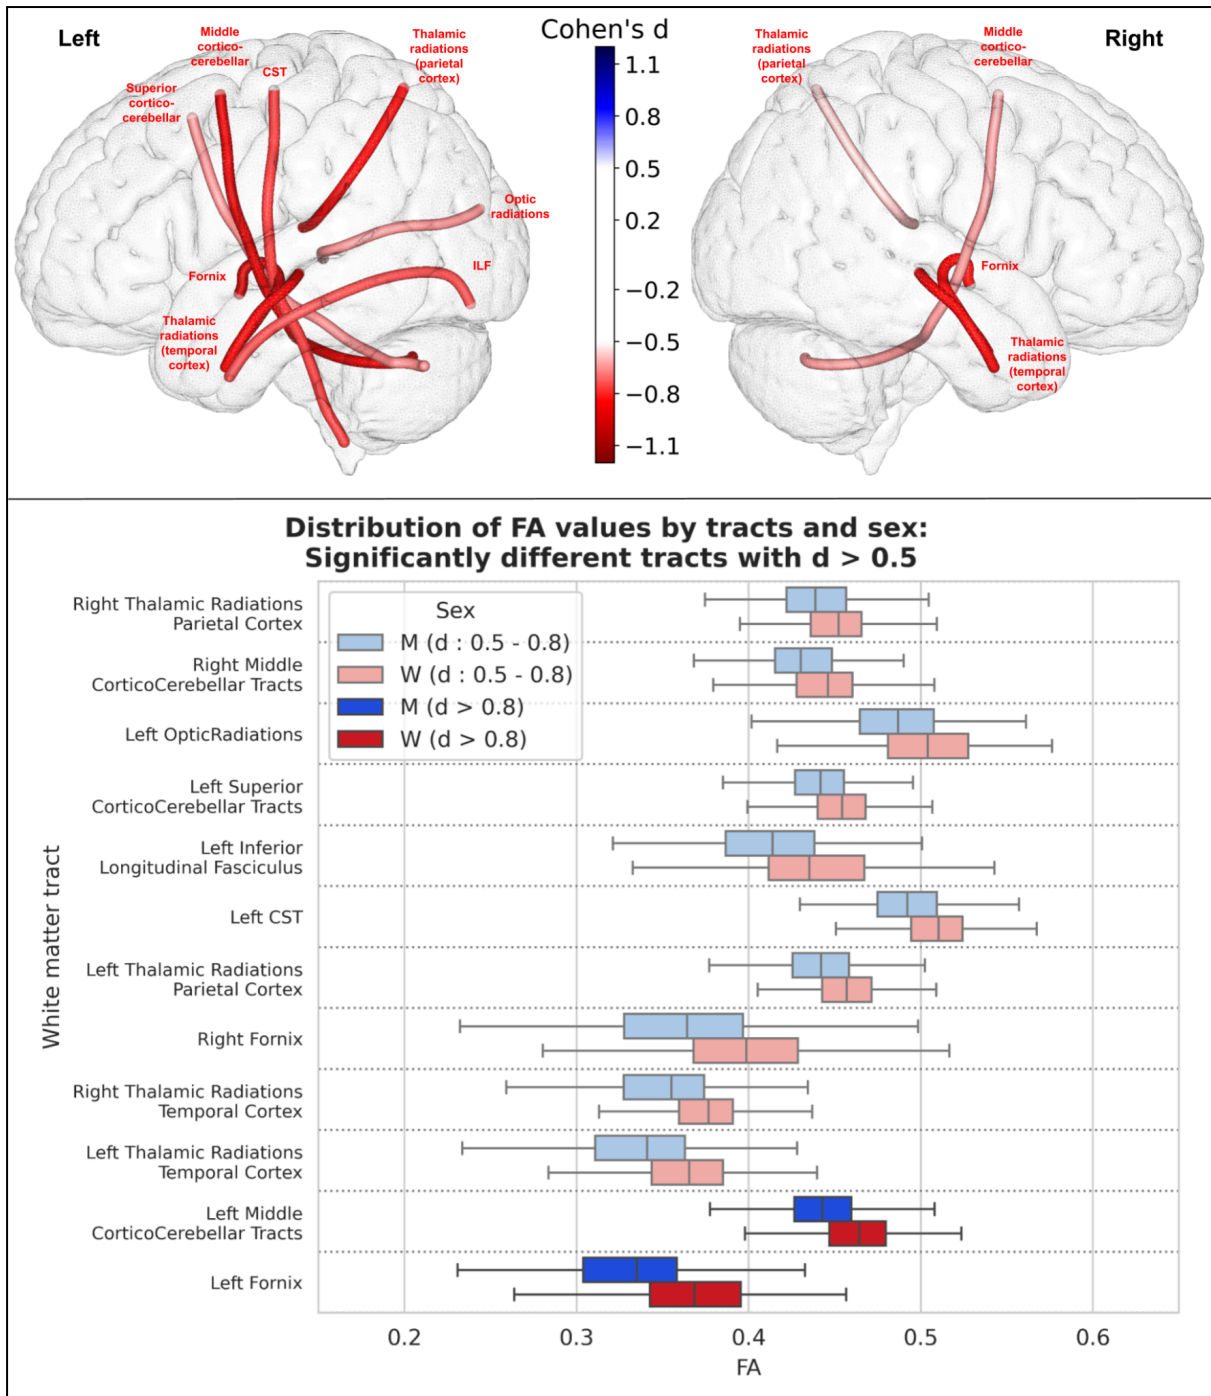 Left
Middle
cortico-
cerebellar
CST
Thalamic
radiations
(parietal
cortex)
Superior
cortico-
cerebellar
Optic
radiations
Fornix
ILF
Thalamic
radiations
(temporal
cortex)
Cohen's d
1.1
0.8
0.5
0.2
−0.2
−0.5
−0.8
−1.1
Right
Thalamic
radiations
(parietal
cortex)
Middle
cortico-
cerebellar
Fornix
Thalamic
radiations
(temporal
cortex)
Distribution of FA values by tracts and sex:
Significantly different tracts with d > 0.5
Sex
M (d : 0.5 - 0.8)
W (d : 0.5 - 0.8)
M (d > 0.8)
W (d > 0.8)
White matter tract
Right Thalamic Radiations
Parietal Cortex
Right Middle
CorticoCerebellar Tracts
Left OpticRadiations
Left Superior
CorticoCerebellar Tracts
Left Inferior
Longitudinal Fasciculus
Left CST
Left Thalamic Radiations
Parietal Cortex
Right Fornix
Right Thalamic Radiations
Temporal Cortex
Left Thalamic Radiations
Temporal Cortex
Left Middle
CorticoCerebellar Tracts
Left Fornix
0.2
0.3
0.4
0.5
0.6
FA